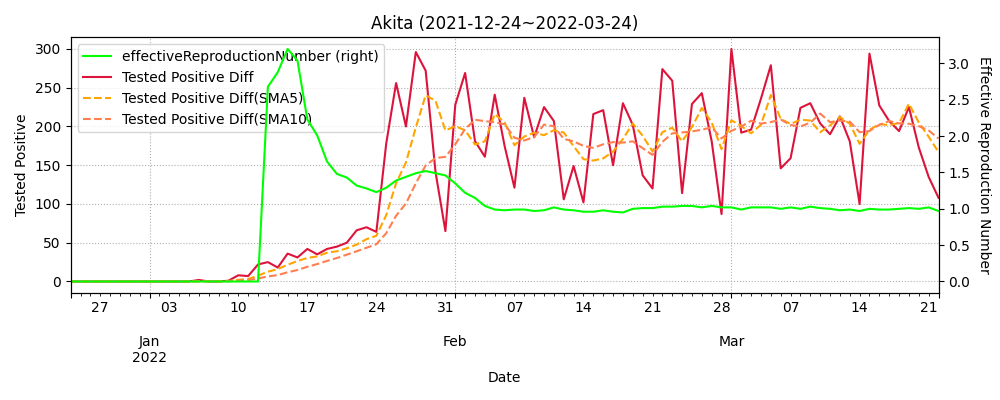 Akita (2021-12-24~2022-03-24)
effectiveReproductionNumber (right)
Tested Positive Diff
Tested Positive Diff(SMA5)
Tested Positive Diff(SMA10)
Tested Positive
300
250
200
150
100
50
0
Effective Reproduction Number
3.0
2.5
2.0
1.5
1.0
0.5
0.0
27 03 10 17 24 31 07 14 21 28 07 14 21
Jan Feb Mar
2022
Date